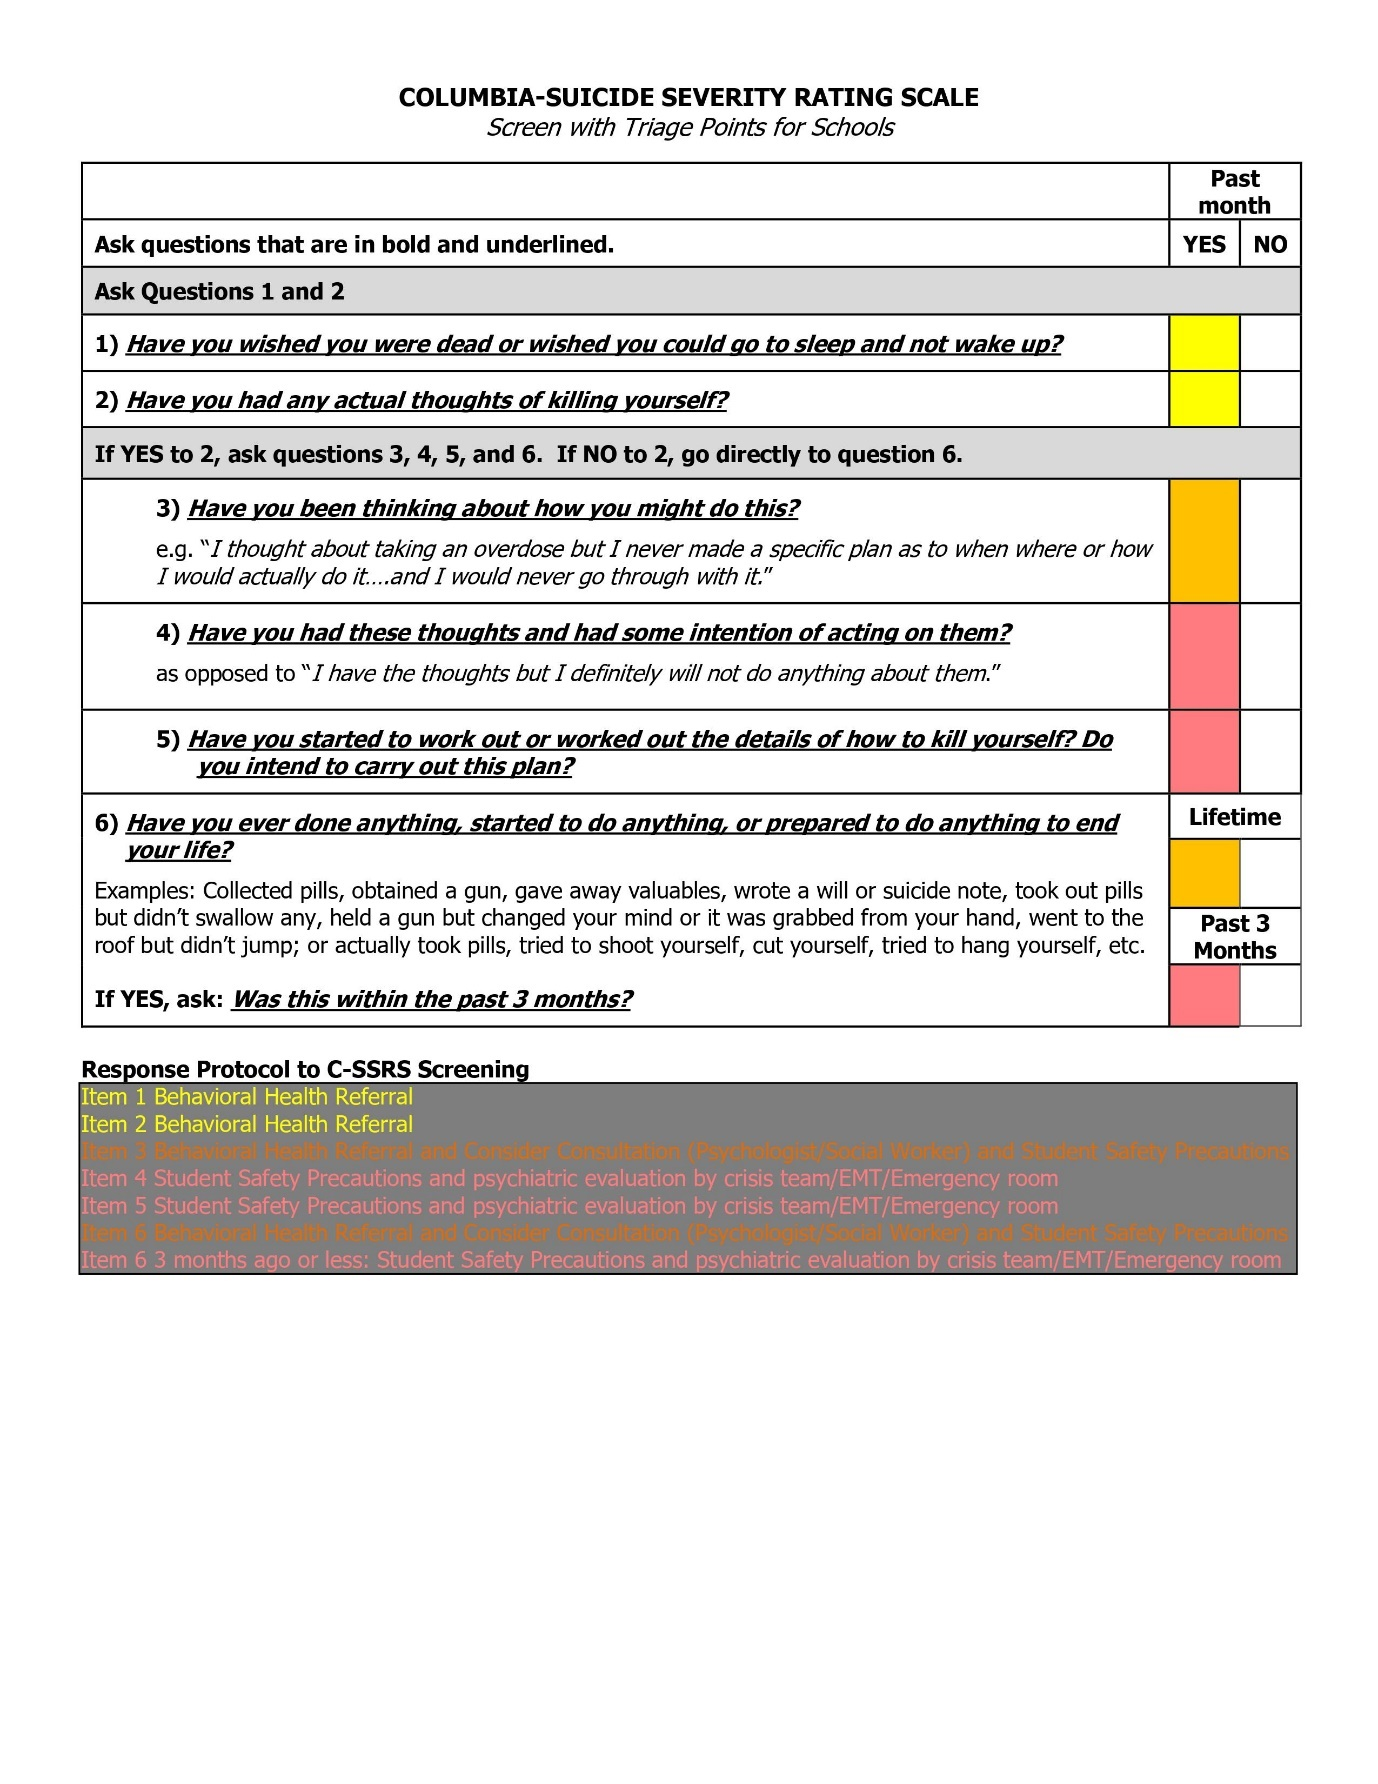 COLUMBIA-SUICIDE SEVERITY RATING SCALE
Screen with Triage Points for Schools
Past
month
Ask questions that are in bold and underlined.
YES NO
Ask Questions 1 and 2
1) Have you wished you were dead or wished you could go to sleep and not wake up?
2) Have you had any actual thoughts of killing yourself?
If YES to 2, ask questions 3, 4, 5, and 6.  If NO to 2, go directly to question 6.
3) Have you been thinking about how you might do this?
e.g. “I thought about taking an overdose but I never made a specific plan as to when where or how
I would actually do it….and I would never go through with it.”
4) Have you had these thoughts and had some intention of acting on them?
as opposed to “I have the thoughts but I definitely will not do anything about them.”
5) Have you started to work out or worked out the details of how to kill yourself? Do
you intend to carry out this plan?
6) Have you ever done anything, started to do anything, or prepared to do anything to end
your life?
Examples: Collected pills, obtained a gun, gave away valuables, wrote a will or suicide note, took out pills
but didn’t swallow any, held a gun but changed your mind or it was grabbed from your hand, went to the
roof but didn’t jump; or actually took pills, tried to shoot yourself, cut yourself, tried to hang yourself, etc.
If YES, ask: Was this within the past 3 months?
Lifetime
Past 3
Months
Response Protocol to C-SSRS Screening
Item 1 Behavioral Health Referral
Item 2 Behavioral Health Referral
Item 3 Behavioral Health Referral and Consider Consultation (Psychologist/Social Worker) and Student Safety Precautions
Item 4 Student Safety Precautions and psychiatric evaluation by crisis team/EMT/Emergency room
Item 5 Student Safety Precautions and psychiatric evaluation by crisis team/EMT/Emergency room
Item 6 Behavioral Health Referral and Consider Consultation (Psychologist/Social Worker) and Student Safety Precautions
Item 6 3 months ago or less: Student Safety Precautions and psychiatric evaluation by crisis team/EMT/Emergency room